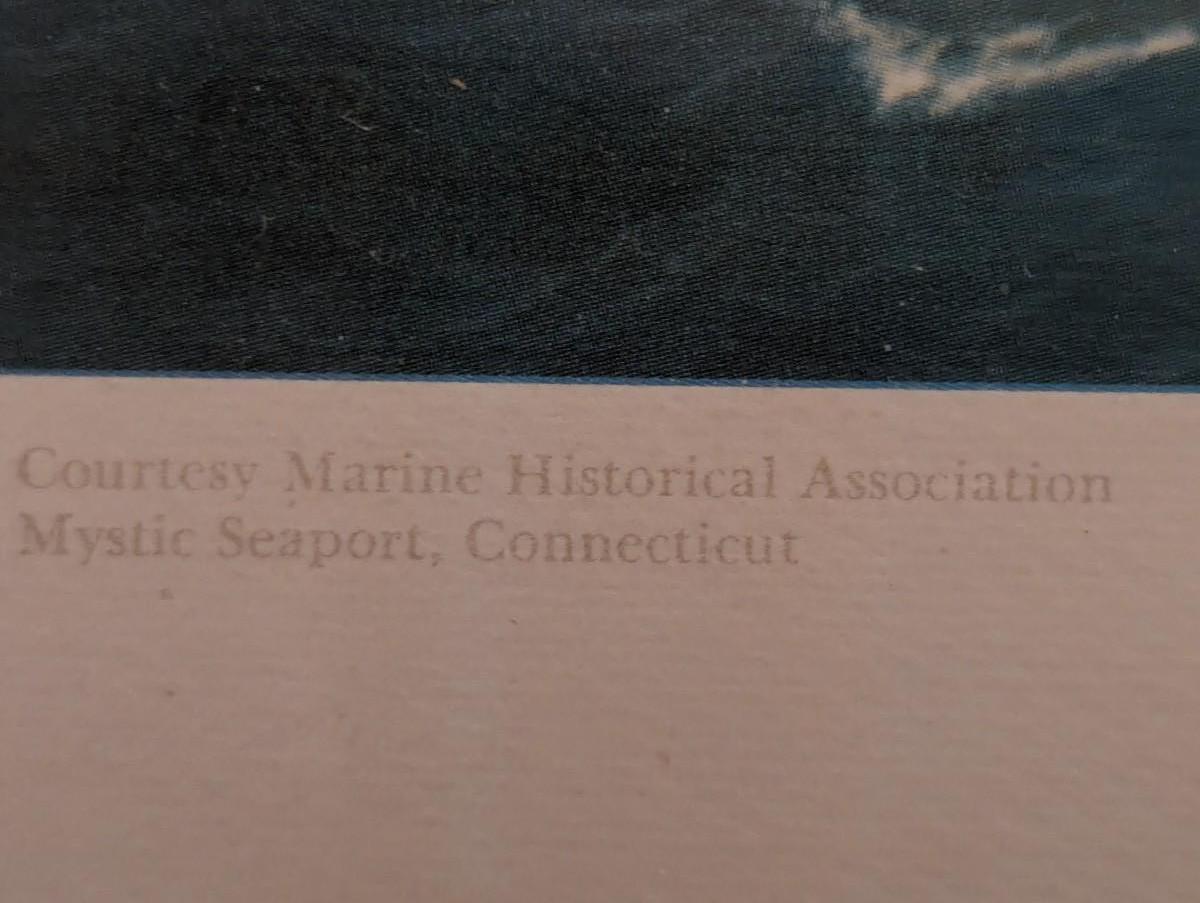 Courtesy Marine Historical Association
Mystic Seaport, Connecticut